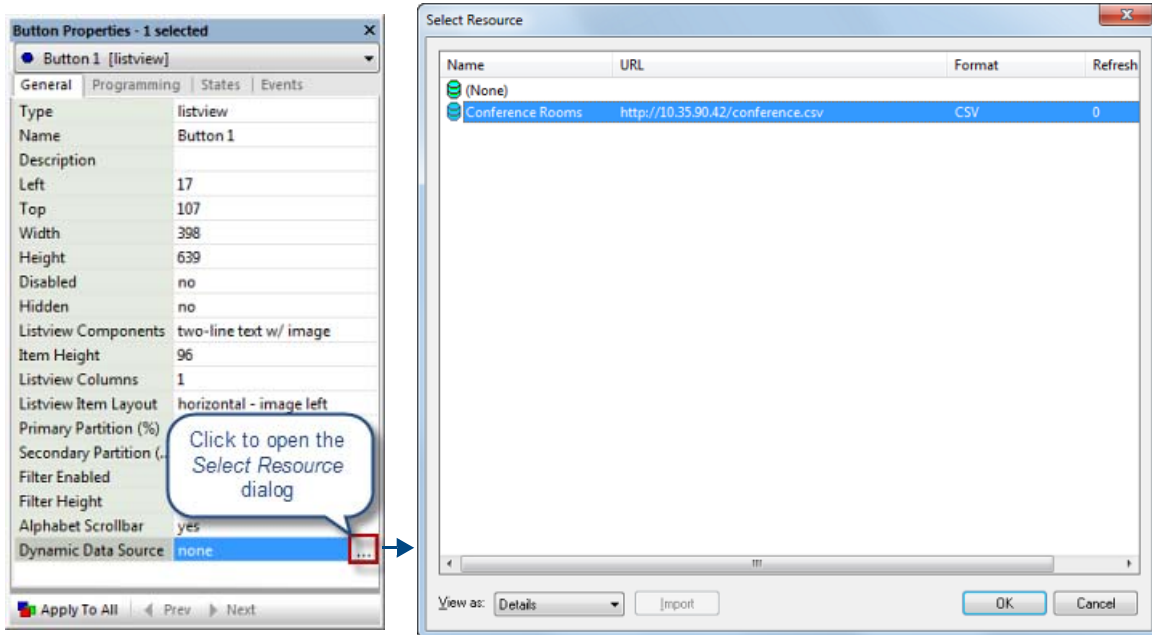 Button Properties - 1 selected
Button 1 [listview]
General Programming States Events
Type listview
Name Button 1
Description
Left 17
Top 107
Width 398
Height 639
Disabled no
Hidden no
Listview Components two-line text w/ image
Item Height 96
Listview Columns 1
Listview Item Layout horizontal - image left
Primary Partition (%)
Secondary Partition (..
Filter Enabled
Filter Height
Alphabet Scrollbar yes
Dynamic Data Source none ...
Click to open the
Select Resource
dialog
Apply To All Prev Next
Select Resource
Name URL Format Refresh
(None)
Conference Rooms http://10.35.90.42/conference.csv CSV 0
View as: Details Import OK Cancel